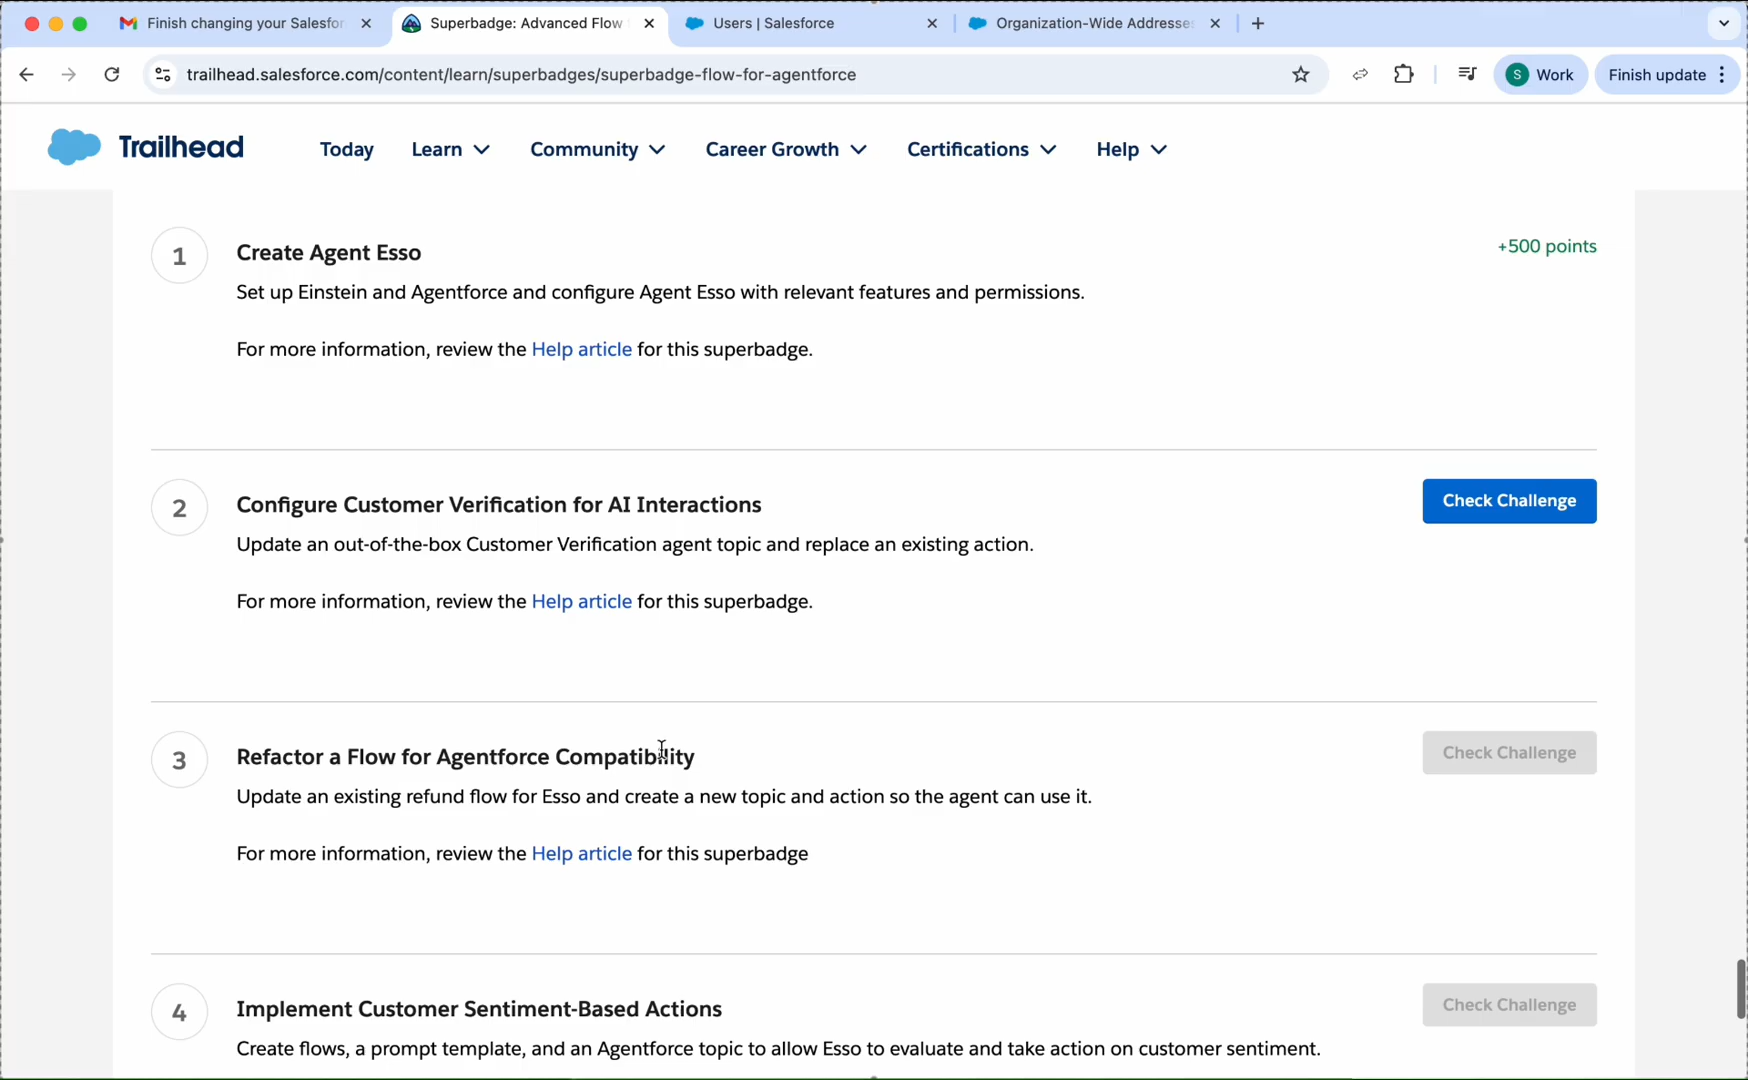 Finish changing your Salesfor
Superbadge: Advanced Flow
Users | Salesforce
Organization-Wide Addresses
trailhead.salesforce.com/content/learn/superbadges/superbadge-flow-for-agentforce
S Work
Finish update
Trailhead
Today
Learn
Community
Career Growth
Certifications
Help
1
Create Agent Esso
+500 points
Set up Einstein and Agentforce and configure Agent Esso with relevant features and permissions.
For more information, review the Help article for this superbadge.
2
Configure Customer Verification for AI Interactions
Check Challenge
Update an out-of-the-box Customer Verification agent topic and replace an existing action.
For more information, review the Help article for this superbadge.
3
Refactor a Flow for Agentforce Compatibility
Check Challenge
Update an existing refund flow for Esso and create a new topic and action so the agent can use it.
For more information, review the Help article for this superbadge
4
Implement Customer Sentiment-Based Actions
Check Challenge
Create flows, a prompt template, and an Agentforce topic to allow Esso to evaluate and take action on customer sentiment.